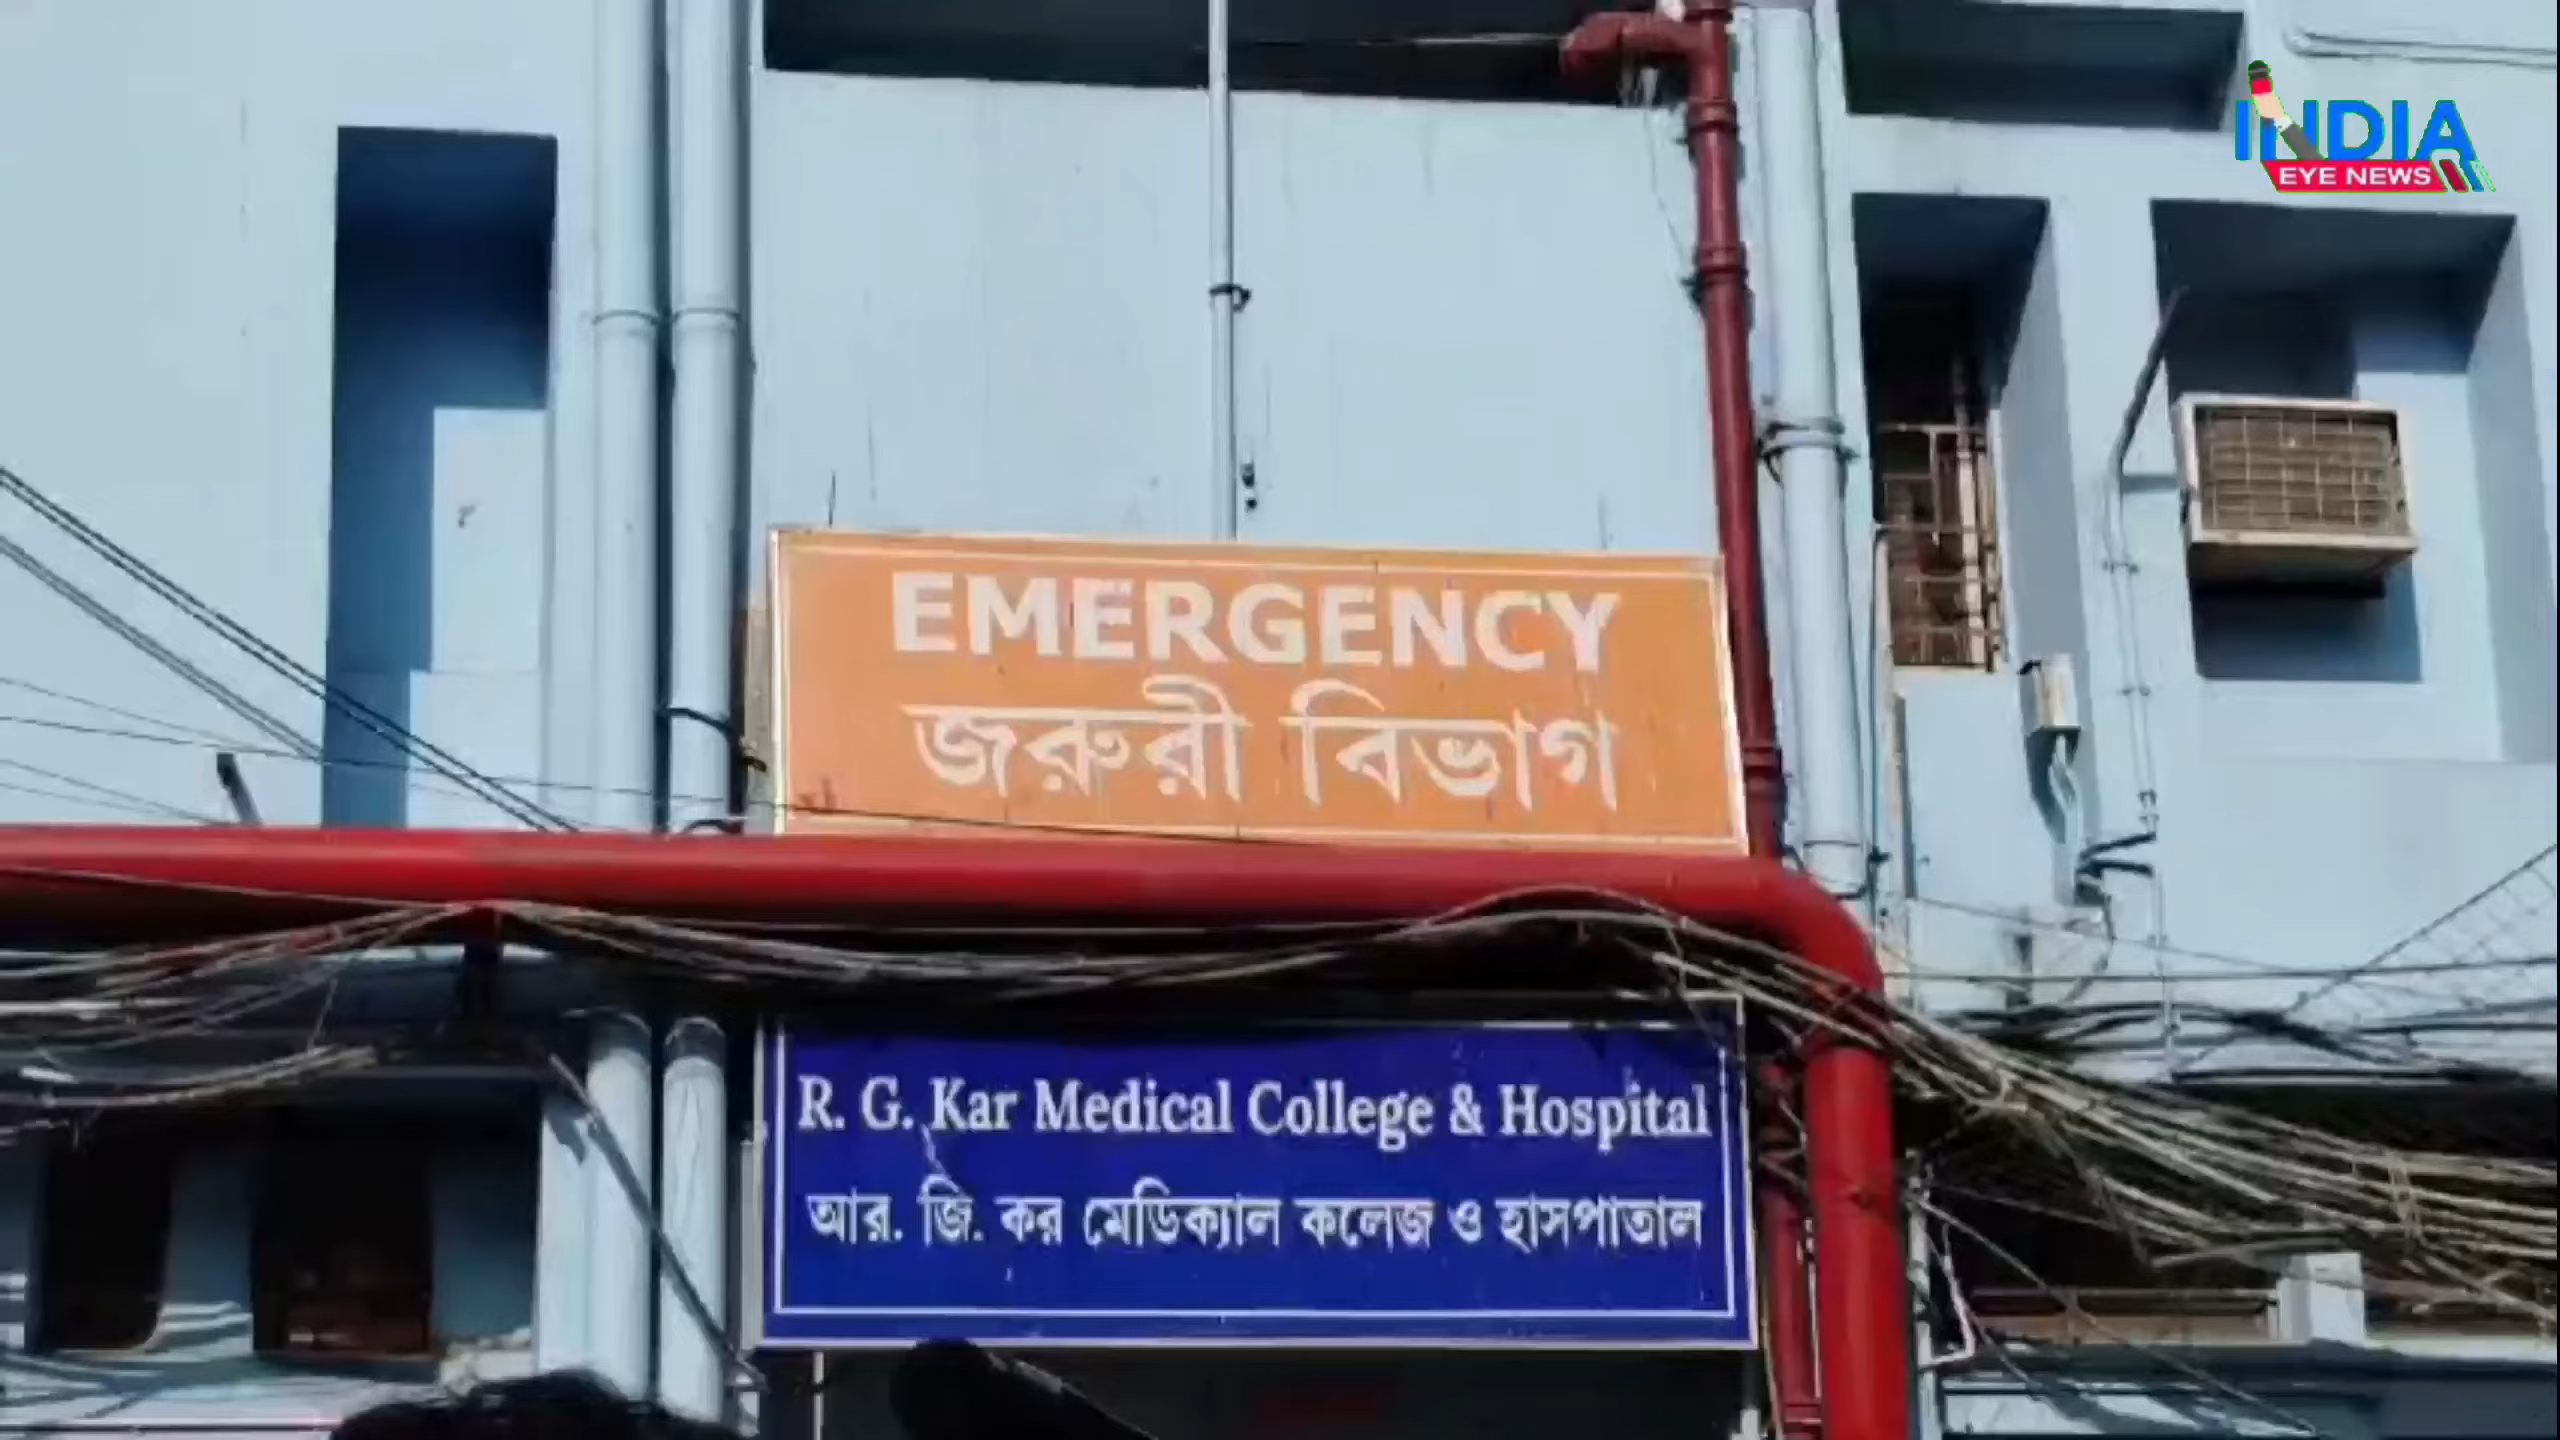 INDIA
EYE NEWS
EMERGENCY
জরুরী বিভাগ
R. G. Kar Medical College & Hospital
আর. জি. কর মেডিক্যাল কলেজ ও হাসপাতাল